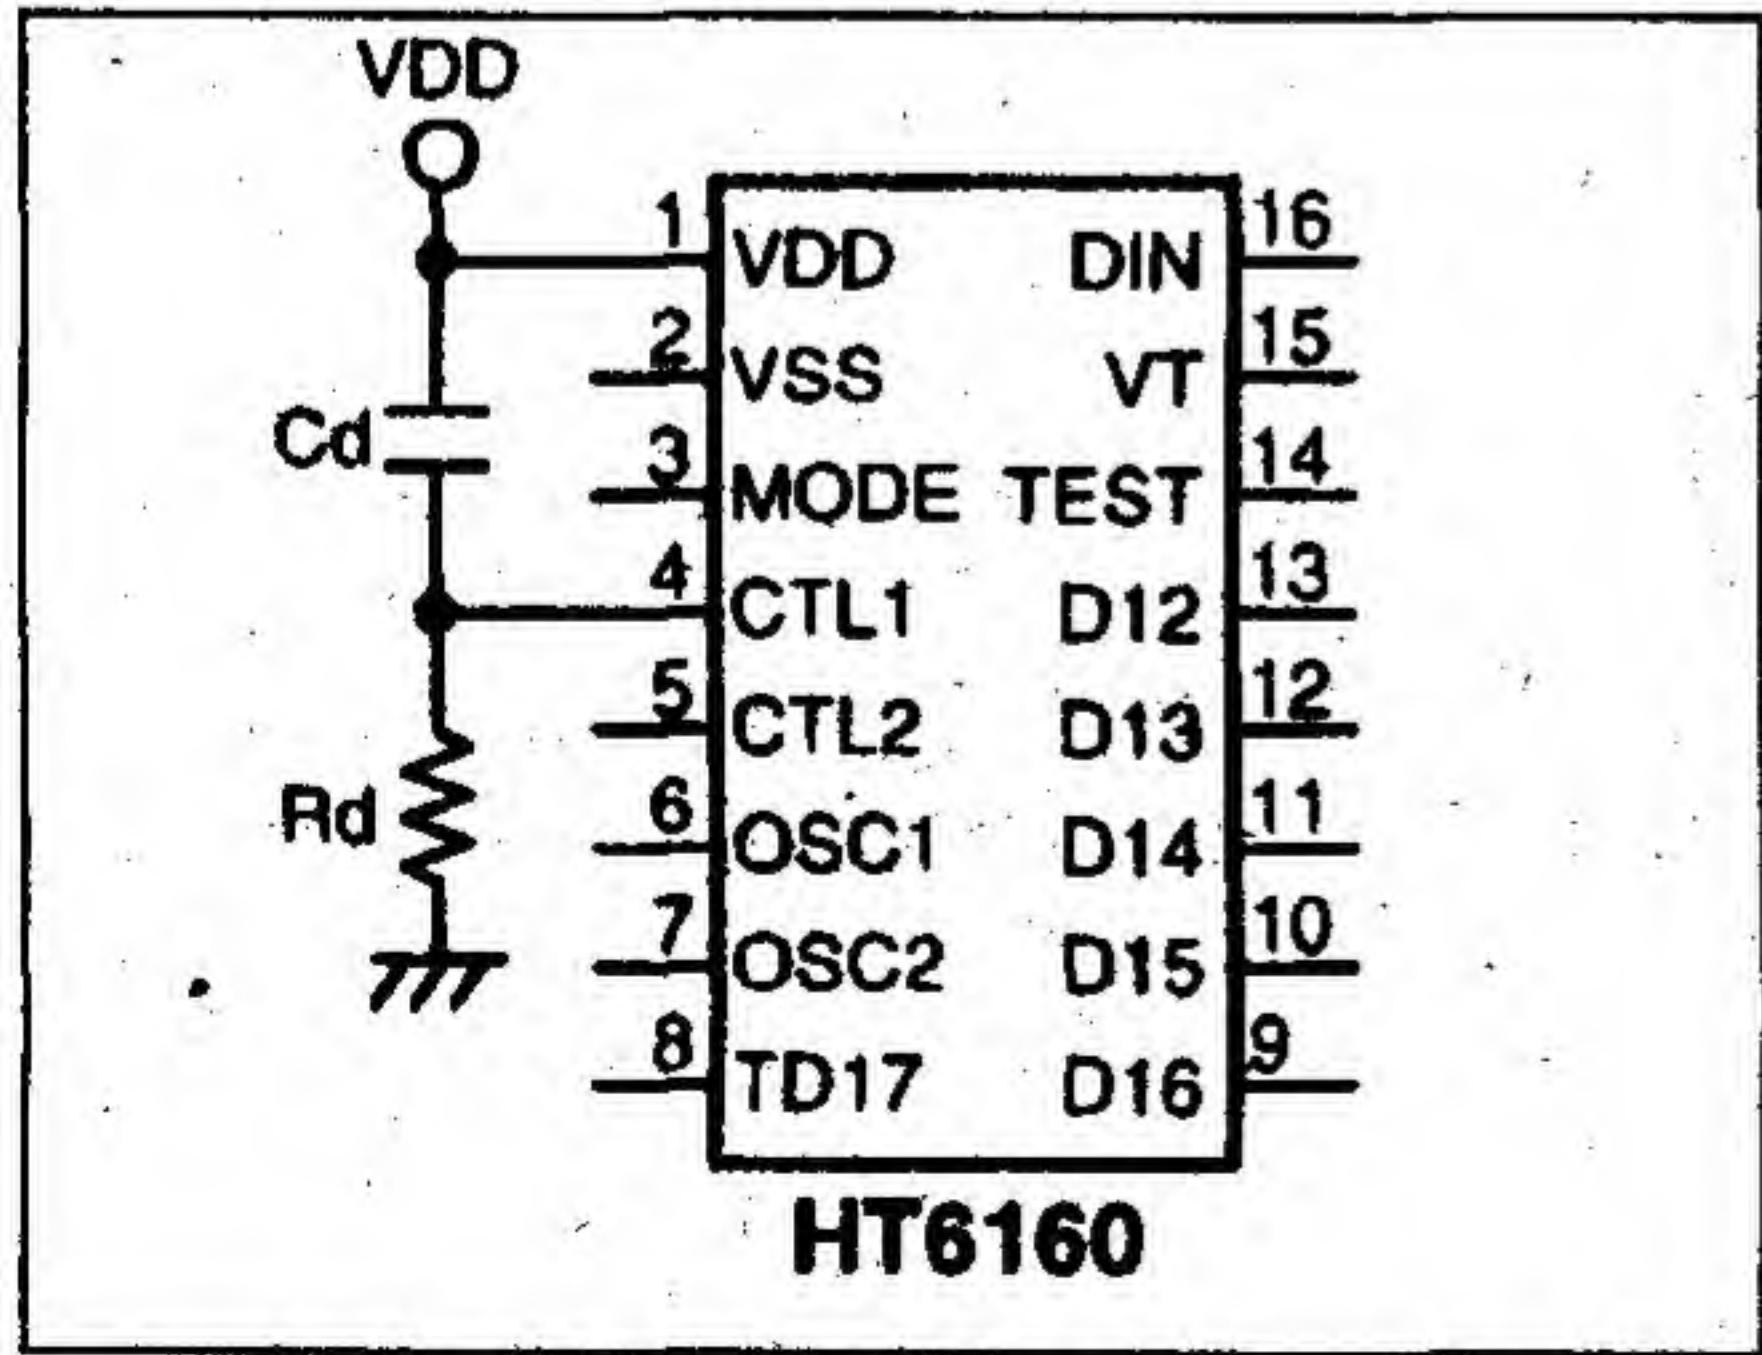 VDD
1 VDD DIN 16
2 VSS VT 15
Cd
3 MODE TEST 14
4 CTL1 D12 13
5 CTL2 D13 12
Rd
6 OSC1 D14 11
7 OSC2 D15 10
8 TD17 D16 9
HT6160